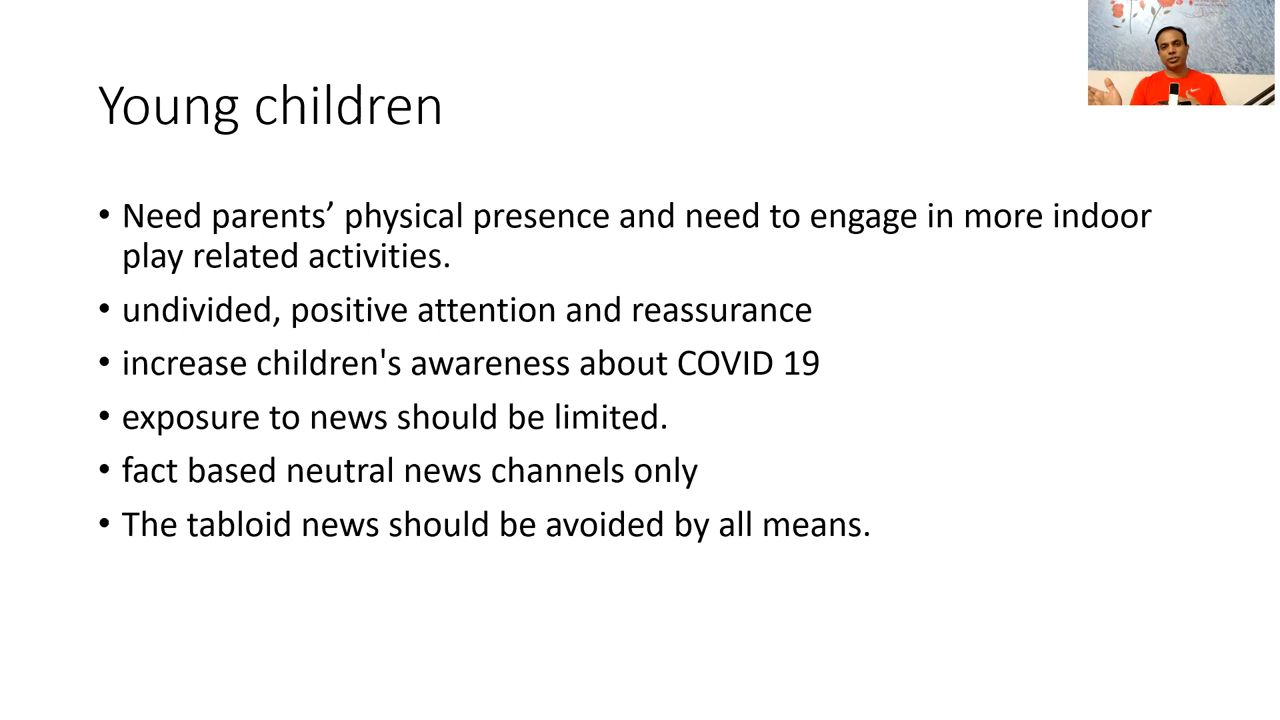 Young children
• Need parents’ physical presence and need to engage in more indoor
play related activities.
• undivided, positive attention and reassurance
• increase children's awareness about COVID 19
• exposure to news should be limited.
• fact based neutral news channels only
• The tabloid news should be avoided by all means.